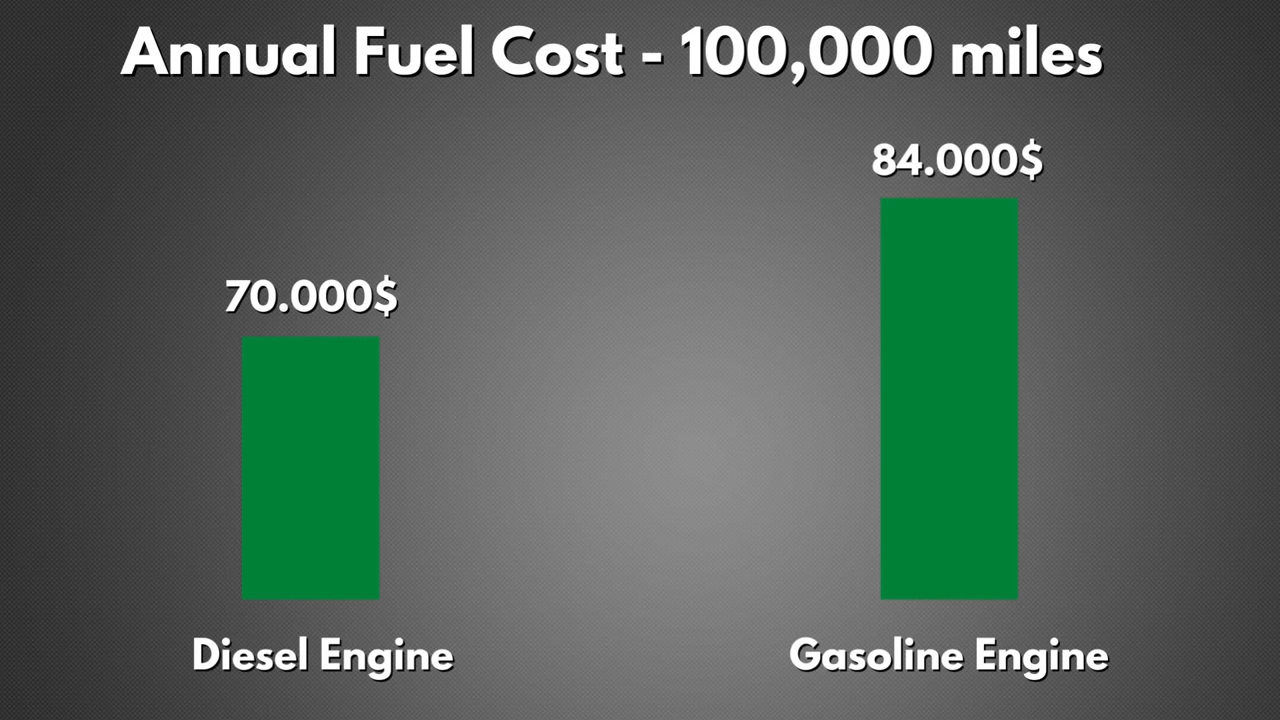 Annual Fuel Cost - 100,000 miles
84.000$
70.000$
Diesel Engine
Gasoline Engine